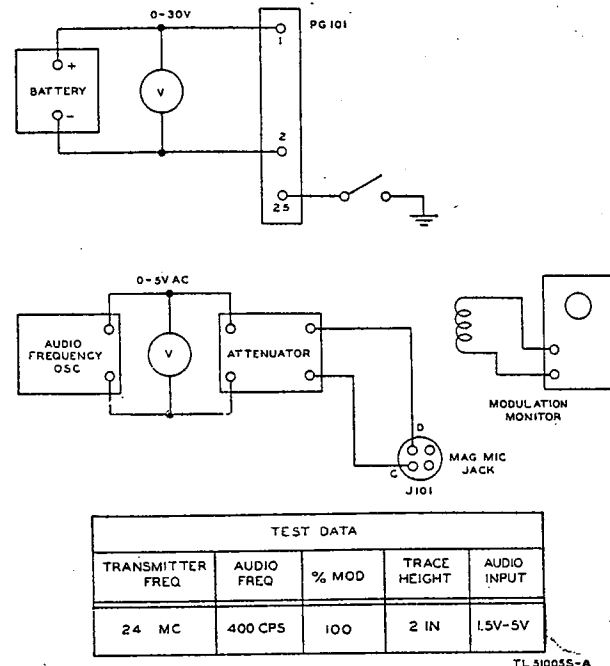 0-30V
PG 101
1
+
BATTERY
V
-
2
25
0-5V AC
AUDIO
FREQUENCY
OSC
V
ATTENUATOR
MODULATION
MONITOR
D
MAG MIC
JACK
C
J101
TEST DATA
TRANSMITTER
FREQ
AUDIO
FREQ
% MOD
TRACE
HEIGHT
AUDIO
INPUT
24 MC
400 CPS
100
2 IN
1.5V-5V
TL 51005S-A